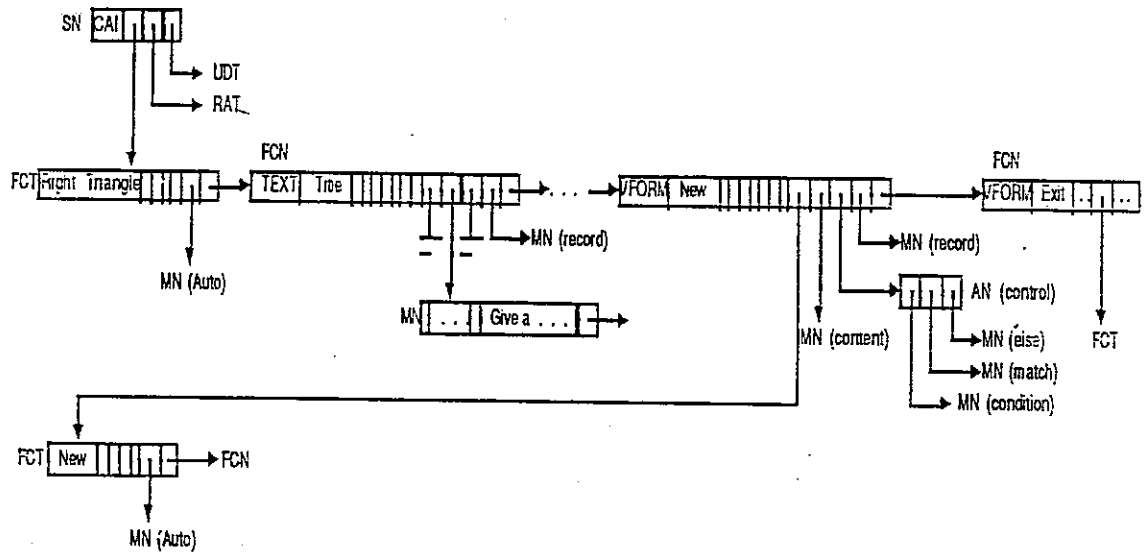 SN CAI
UDT
RAT
FCN
FCN
FCT Right Triangle
TEXT Tree
. . .
VFORM New
VFORM Exit .. ..
MN (record)
MN (record)
MN (Auto)
AN (control)
MN . . . Give a . . .
MN (content)
MN (else)
FCT
MN (match)
MN (condition)
FCT New
FCN
MN (Auto)